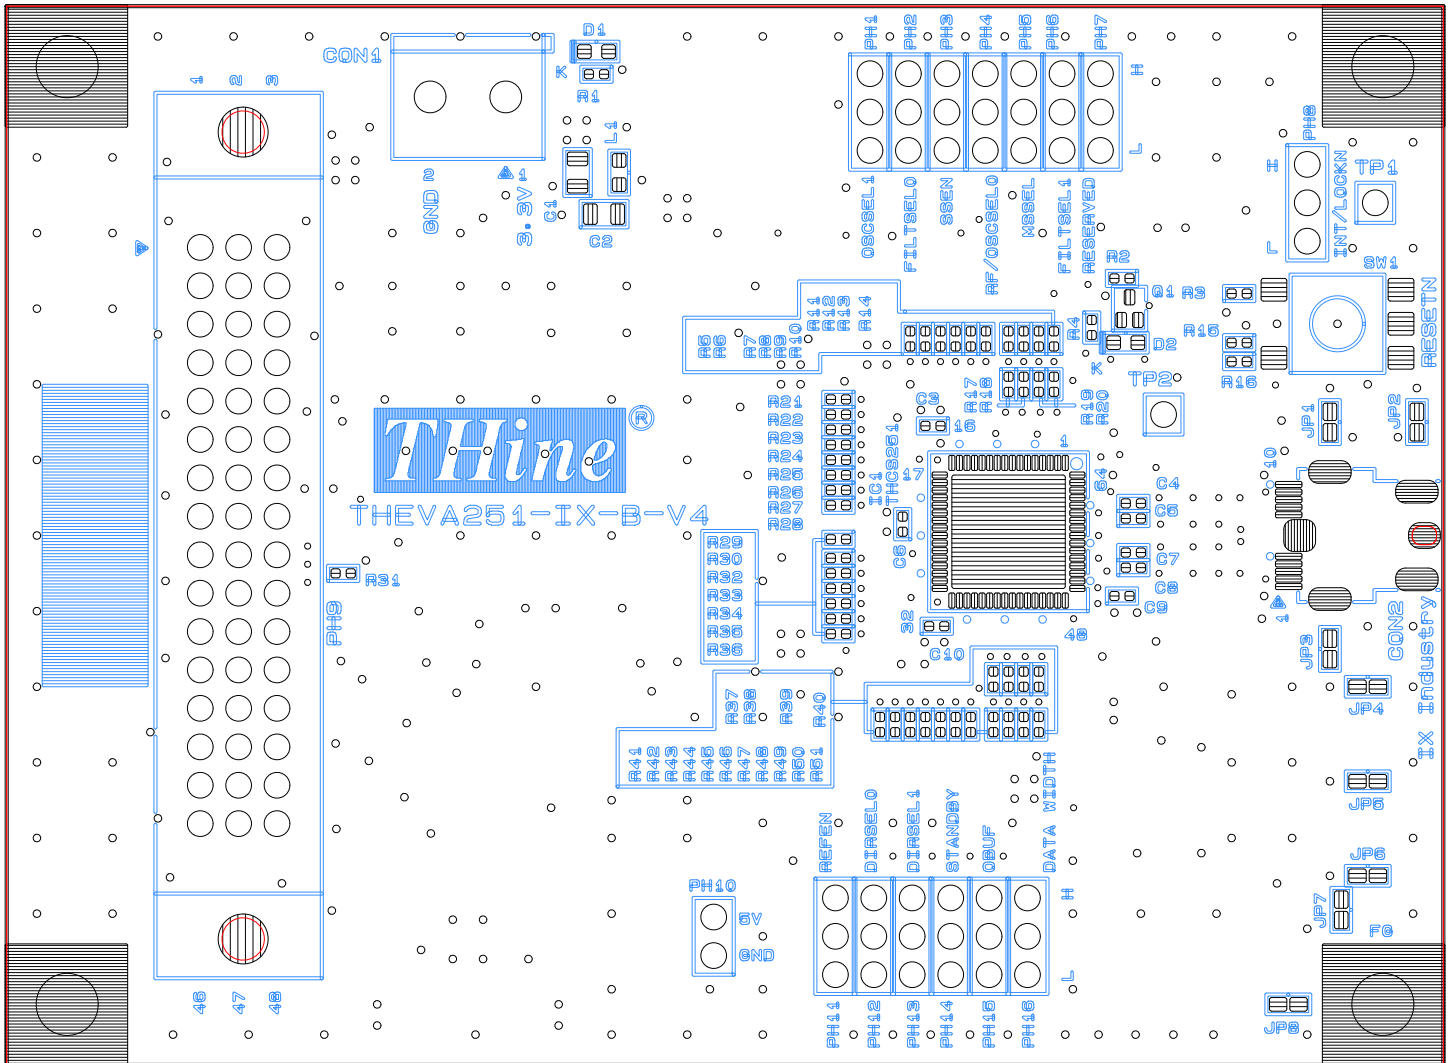 D1
CON1
K
R1
1 2 3
L1
2
GND
1
3.3V
C1
C2
PH1
PH2
PH3
PH4
PH5
PH6
PH7
H
L
OSCSEL1
FILTSEL0
SSEN
RF/OSCSEL0
MSSEL
FILTSEL1
RESERVED
PH8
H
L
INT/LOCKN
TP1
SW1
RESETN
R2
Q1
R3
R4
R15
D2
K
R16
TP2
R5
R6
R7
R8
R9
R10
R11
R12
R13
R14
R17
R18
R19
R20
R21
R22
R23
R24
R25
R26
R27
R28
C3
16
1
IC1
THCS251
17
64
JP1
JP2
10
C4
C5
C6
C7
C8
C9
32
48
C10
THine®
THEVA251-IX-B-V4
R29
R30
R32
R33
R34
R35
R36
R31
PH9
1
CON2
IX Industry
JP3
JP4
JP5
JP6
JP7
FG
JP8
R37
R38
R39
R40
R41
R42
R43
R44
R45
R46
R47
R48
R49
R50
R51
REFEN
DIRSEL0
DIRSEL1
STANDBY
OBUF
DATA WIDTH
H
L
PH10
5V
GND
PH11
PH12
PH13
PH14
PH15
PH16
46 47 48